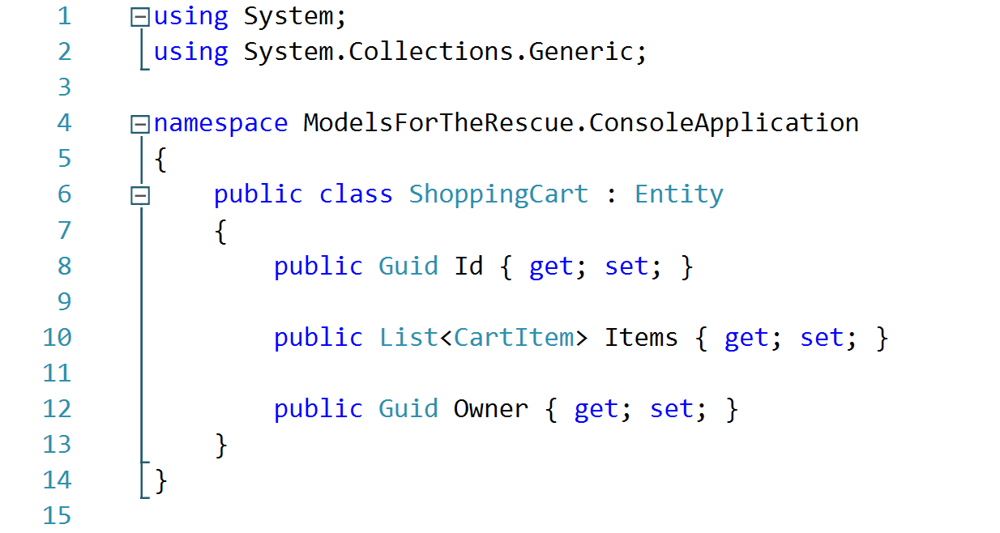 1 using System;
2 using System.Collections.Generic;
3
4 namespace ModelsForTheRescue.ConsoleApplication
5 {
6     public class ShoppingCart : Entity
7     {
8         public Guid Id { get; set; }
9
10         public List<CartItem> Items { get; set; }
11
12         public Guid Owner { get; set; }
13     }
14 }
15